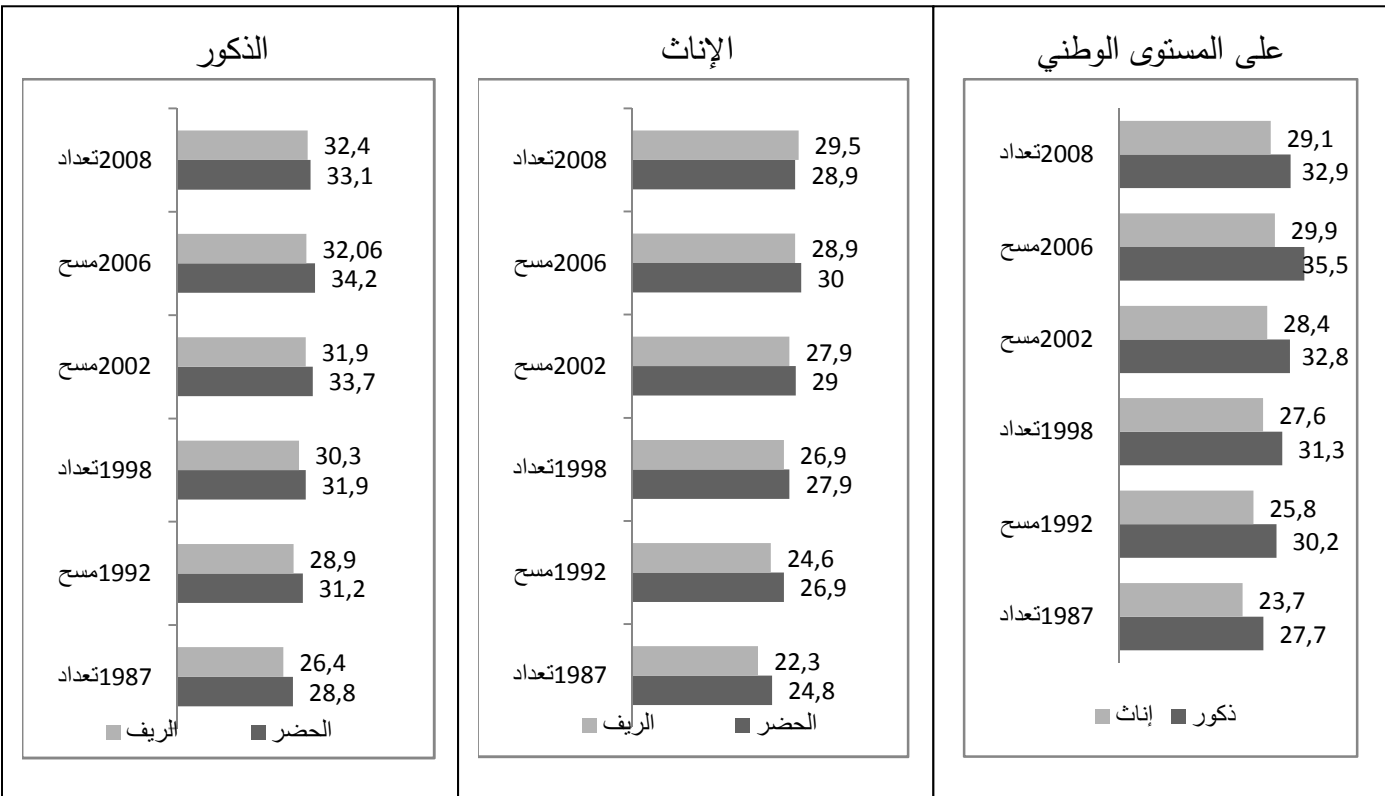 على المستوى الوطني
تعداد2008
29,1
32,9
مسح2006
29,9
35,5
مسح2002
28,4
32,8
تعداد1998
27,6
31,3
مسح1992
25,8
30,2
تعداد1987
23,7
27,7
ذكور إناث
الإناث
تعداد2008
29,5
28,9
مسح2006
28,9
30
مسح2002
27,9
29
تعداد1998
26,9
27,9
مسح1992
24,6
26,9
تعداد1987
22,3
24,8
الحضر الريف
الذكور
تعداد2008
32,4
33,1
مسح2006
32,06
34,2
مسح2002
31,9
33,7
تعداد1998
30,3
31,9
مسح1992
28,9
31,2
تعداد1987
26,4
28,8
الحضر الريف